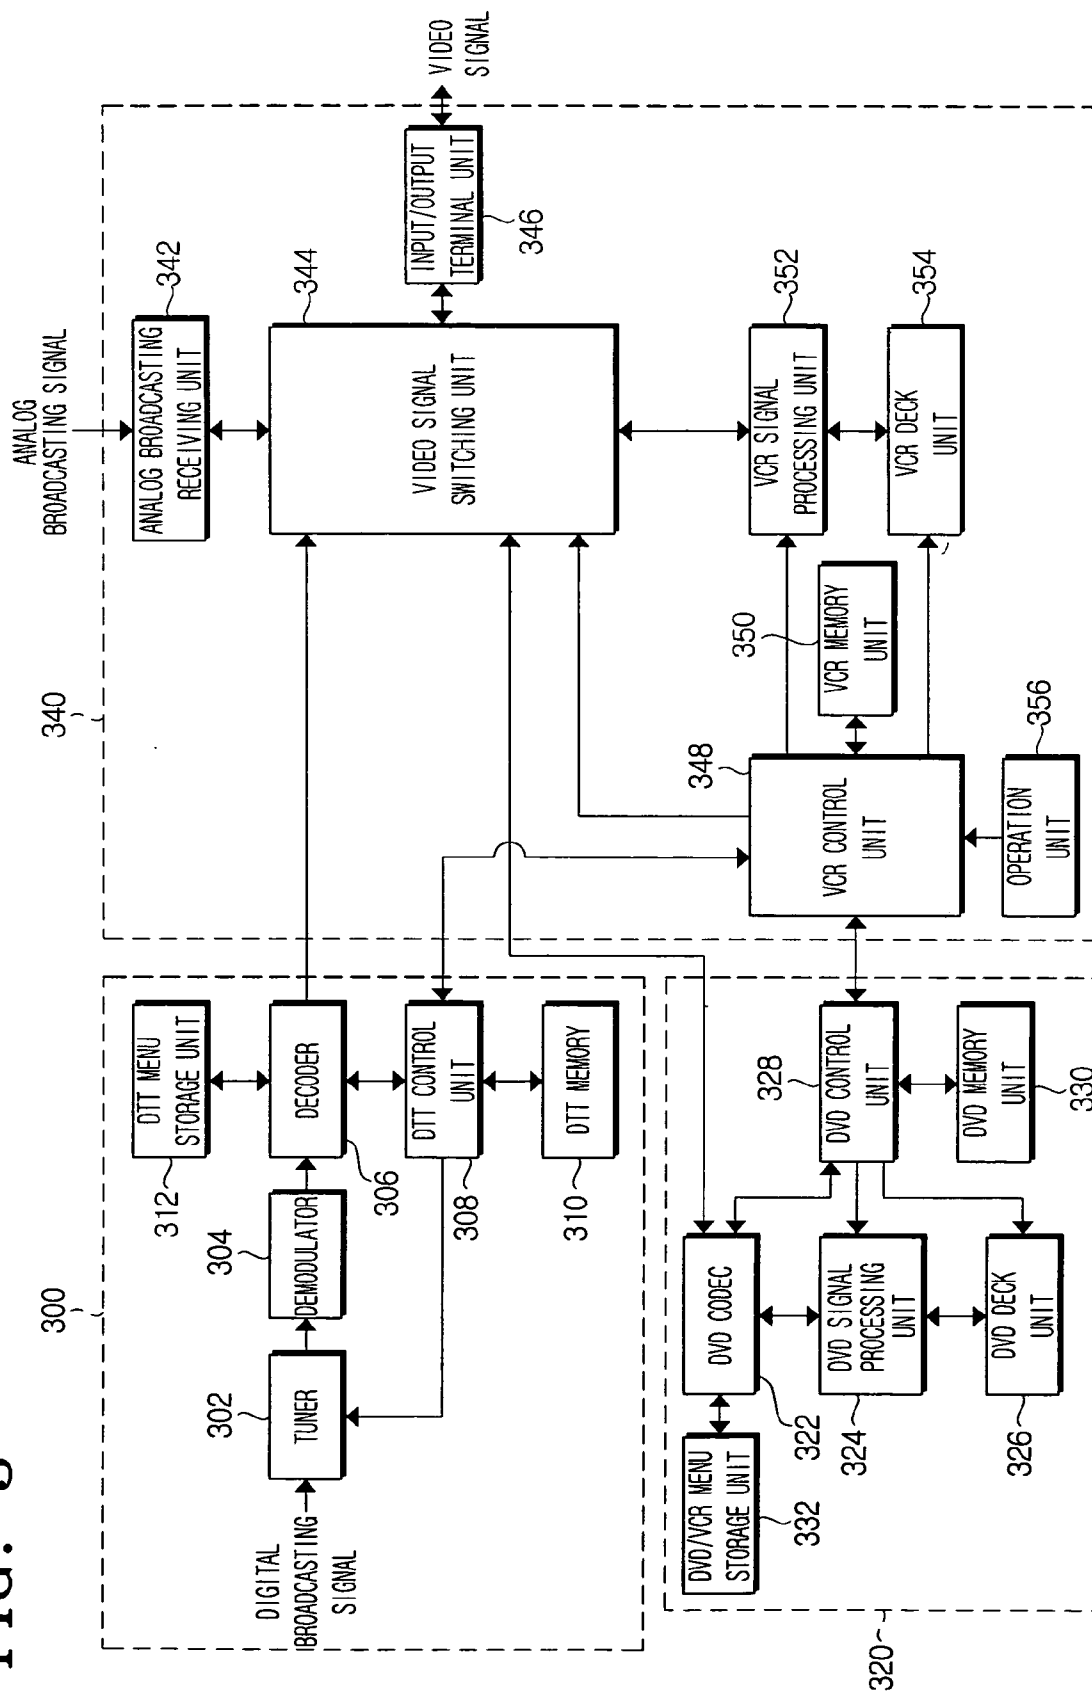 FIG. 3
300
DIGITAL
BROADCASTING
SIGNAL
302
TUNER
304
DEMODULATOR
306
DECODER
312
DTT MENU
STORAGE UNIT
308
DTT CONTROL
UNIT
310
DTT MEMORY
320
332
DVD/VCR MENU
STORAGE UNIT
322
DVD CODEC
324
DVD SIGNAL
PROCESSING
UNIT
326
DVD DECK
UNIT
328
DVD CONTROL
UNIT
330
DVD MEMORY
UNIT
340
ANALOG
BROADCASTING SIGNAL
342
ANALOG BROADCASTING
RECEIVING UNIT
344
VIDEO SIGNAL
SWITCHING UNIT
346
INPUT/OUTPUT
TERMINAL UNIT
VIDEO
SIGNAL
348
VCR CONTROL
UNIT
350
VCR MEMORY
UNIT
352
VCR SIGNAL
PROCESSING UNIT
354
VCR DECK
UNIT
356
OPERATION
UNIT